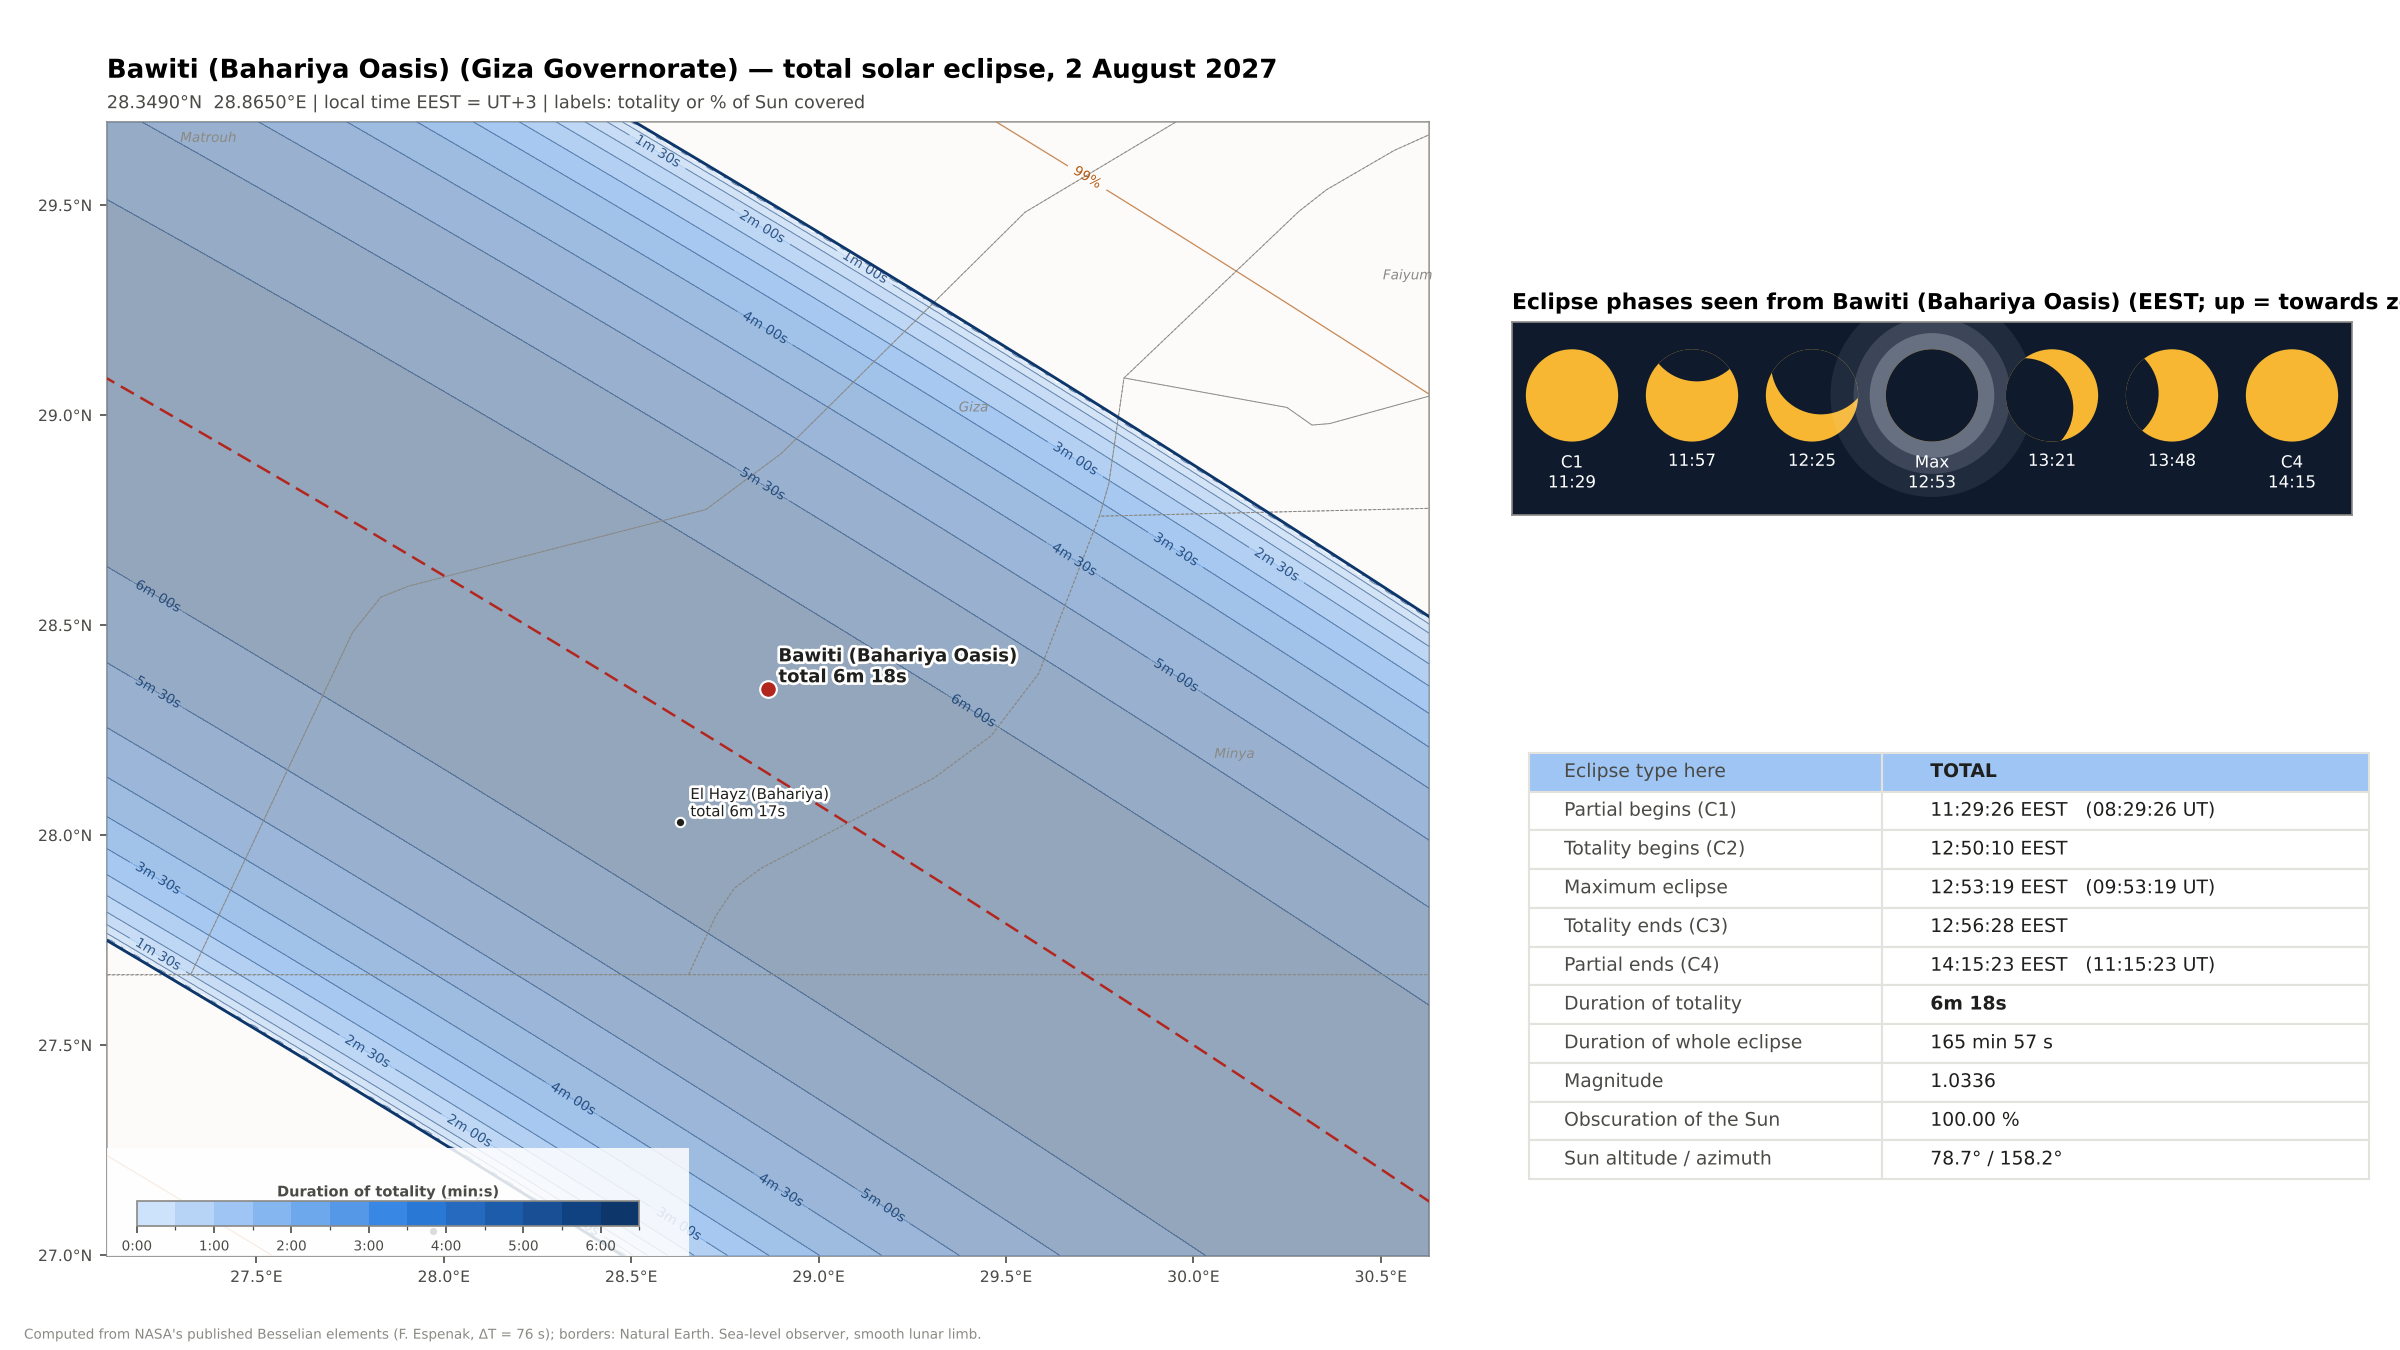 Bawiti (Bahariya Oasis) (Giza Governorate) — total solar eclipse, 2 August 2027
28.3490°N  28.8650°E | local time EEST = UT+3 | labels: totality or % of Sun covered
Matrouh
1m 30s
99%
2m 00s
29.5°N
1m 00s
Faiyum
4m 00s
Giza
29.0°N
3m 00s
5m 30s
4m 30s
3m 30s
2m 30s
6m 00s
28.5°N
Bawiti (Bahariya Oasis)
total 6m 18s
5m 30s
5m 00s
6m 00s
Minya
El Hayz (Bahariya)
total 6m 17s
28.0°N
3m 30s
1m 30s
2m 30s
27.5°N
4m 00s
2m 00s
4m 30s
5m 00s
3m 00s
Duration of totality (min:s)
0:00 1:00 2:00 3:00 4:00 5:00 6:00
27.0°N
27.5°E 28.0°E 28.5°E 29.0°E 29.5°E 30.0°E 30.5°E
Eclipse phases seen from Bawiti (Bahariya Oasis) (EEST; up = towards z
C1 11:57 12:25 Max 13:21 13:48 C4
11:29 12:53 14:15
Eclipse type here TOTAL
Partial begins (C1) 11:29:26 EEST (08:29:26 UT)
Totality begins (C2) 12:50:10 EEST
Maximum eclipse 12:53:19 EEST (09:53:19 UT)
Totality ends (C3) 12:56:28 EEST
Partial ends (C4) 14:15:23 EEST (11:15:23 UT)
Duration of totality 6m 18s
Duration of whole eclipse 165 min 57 s
Magnitude 1.0336
Obscuration of the Sun 100.00 %
Sun altitude / azimuth 78.7° / 158.2°
Computed from NASA's published Besselian elements (F. Espenak, ΔT = 76 s); borders: Natural Earth. Sea-level observer, smooth lunar limb.